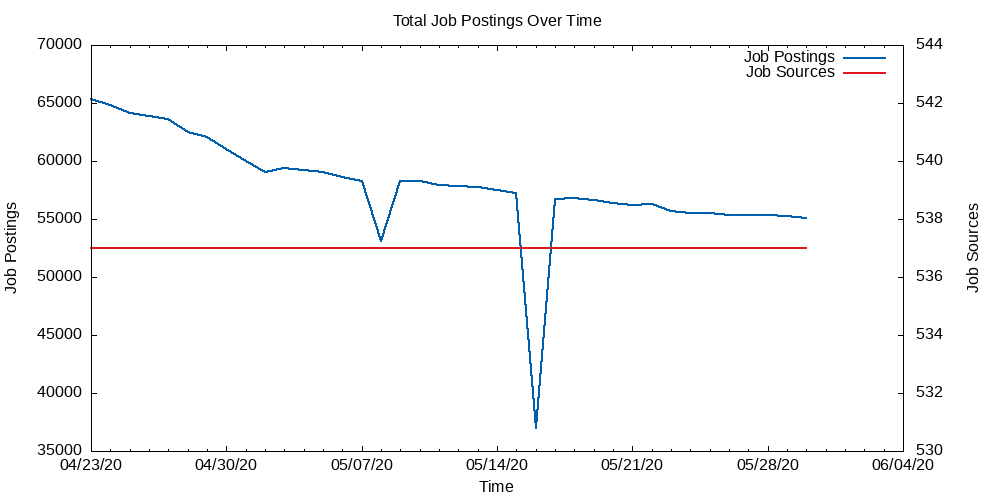 Total Job Postings Over Time
70000
65000
60000
55000
50000
45000
40000
35000
544
542
540
538
536
534
532
530
Job Postings
Job Sources
Job Postings
Job Sources
04/23/20 04/30/20 05/07/20 05/14/20 05/21/20 05/28/20 06/04/20
Time